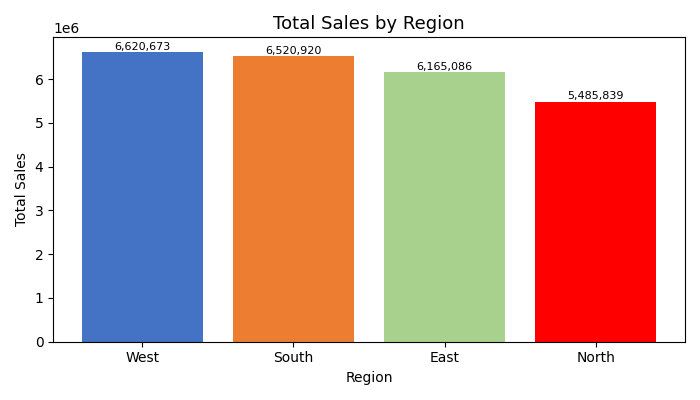 Total Sales by Region
1e6
6,620,673
6,520,920
6,165,086
5,485,839
6
5
4
3
2
1
0
Total Sales
West South East North
Region